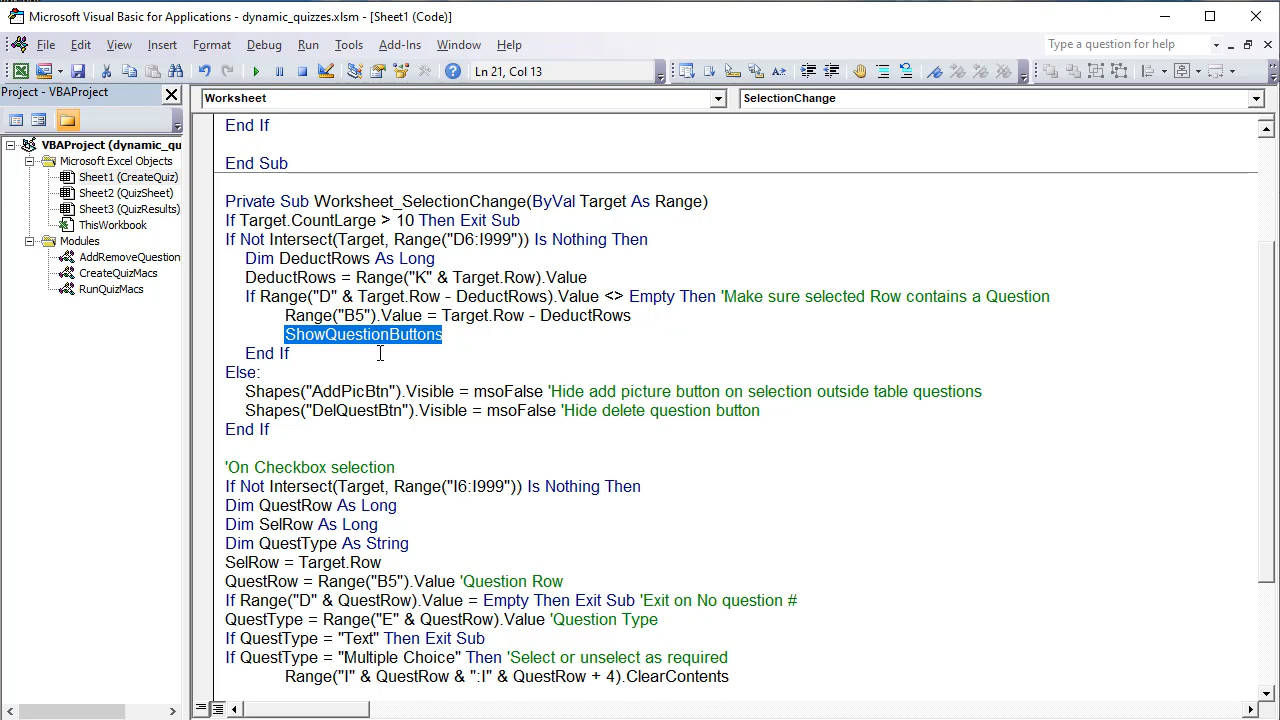 Microsoft Visual Basic for Applications - dynamic_quizzes.xlsm - [Sheet1 (Code)]
File Edit View Insert Format Debug Run Tools Add-Ins Window Help
Type a question for help
Ln 21, Col 13
Project - VBAProject
Worksheet
SelectionChange
VBAProject (dynamic_qu
Microsoft Excel Objects
Sheet1 (CreateQuiz)
Sheet2 (QuizSheet)
Sheet3 (QuizResults)
ThisWorkbook
Modules
AddRemoveQuestion
CreateQuizMacs
RunQuizMacs
End If
End Sub
Private Sub Worksheet_SelectionChange(ByVal Target As Range)
If Target.CountLarge > 10 Then Exit Sub
If Not Intersect(Target, Range("D6:I999")) Is Nothing Then
Dim DeductRows As Long
DeductRows = Range("K" & Target.Row).Value
If Range("D" & Target.Row - DeductRows).Value <> Empty Then 'Make sure selected Row contains a Question
Range("B5").Value = Target.Row - DeductRows
ShowQuestionButtons
End If
Else:
Shapes("AddPicBtn").Visible = msoFalse 'Hide add picture button on selection outside table questions
Shapes("DelQuestBtn").Visible = msoFalse 'Hide delete question button
End If
'On Checkbox selection
If Not Intersect(Target, Range("I6:I999")) Is Nothing Then
Dim QuestRow As Long
Dim SelRow As Long
Dim QuestType As String
SelRow = Target.Row
QuestRow = Range("B5").Value 'Question Row
If Range("D" & QuestRow).Value = Empty Then Exit Sub 'Exit on No question #
QuestType = Range("E" & QuestRow).Value 'Question Type
If QuestType = "Text" Then Exit Sub
If QuestType = "Multiple Choice" Then 'Select or unselect as required
Range("I" & QuestRow & ":I" & QuestRow + 4).ClearContents